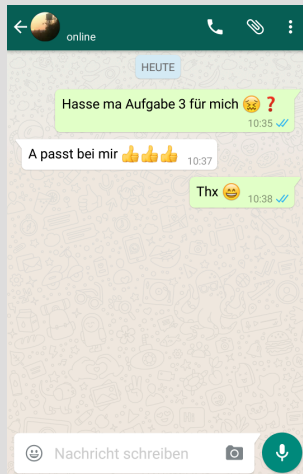 online
HEUTE
Hasse ma Aufgabe 3 für mich 😖❓
10:35
A passt bei mir 👍👍👍
10:37
Thx 😄
10:38
Nachricht schreiben